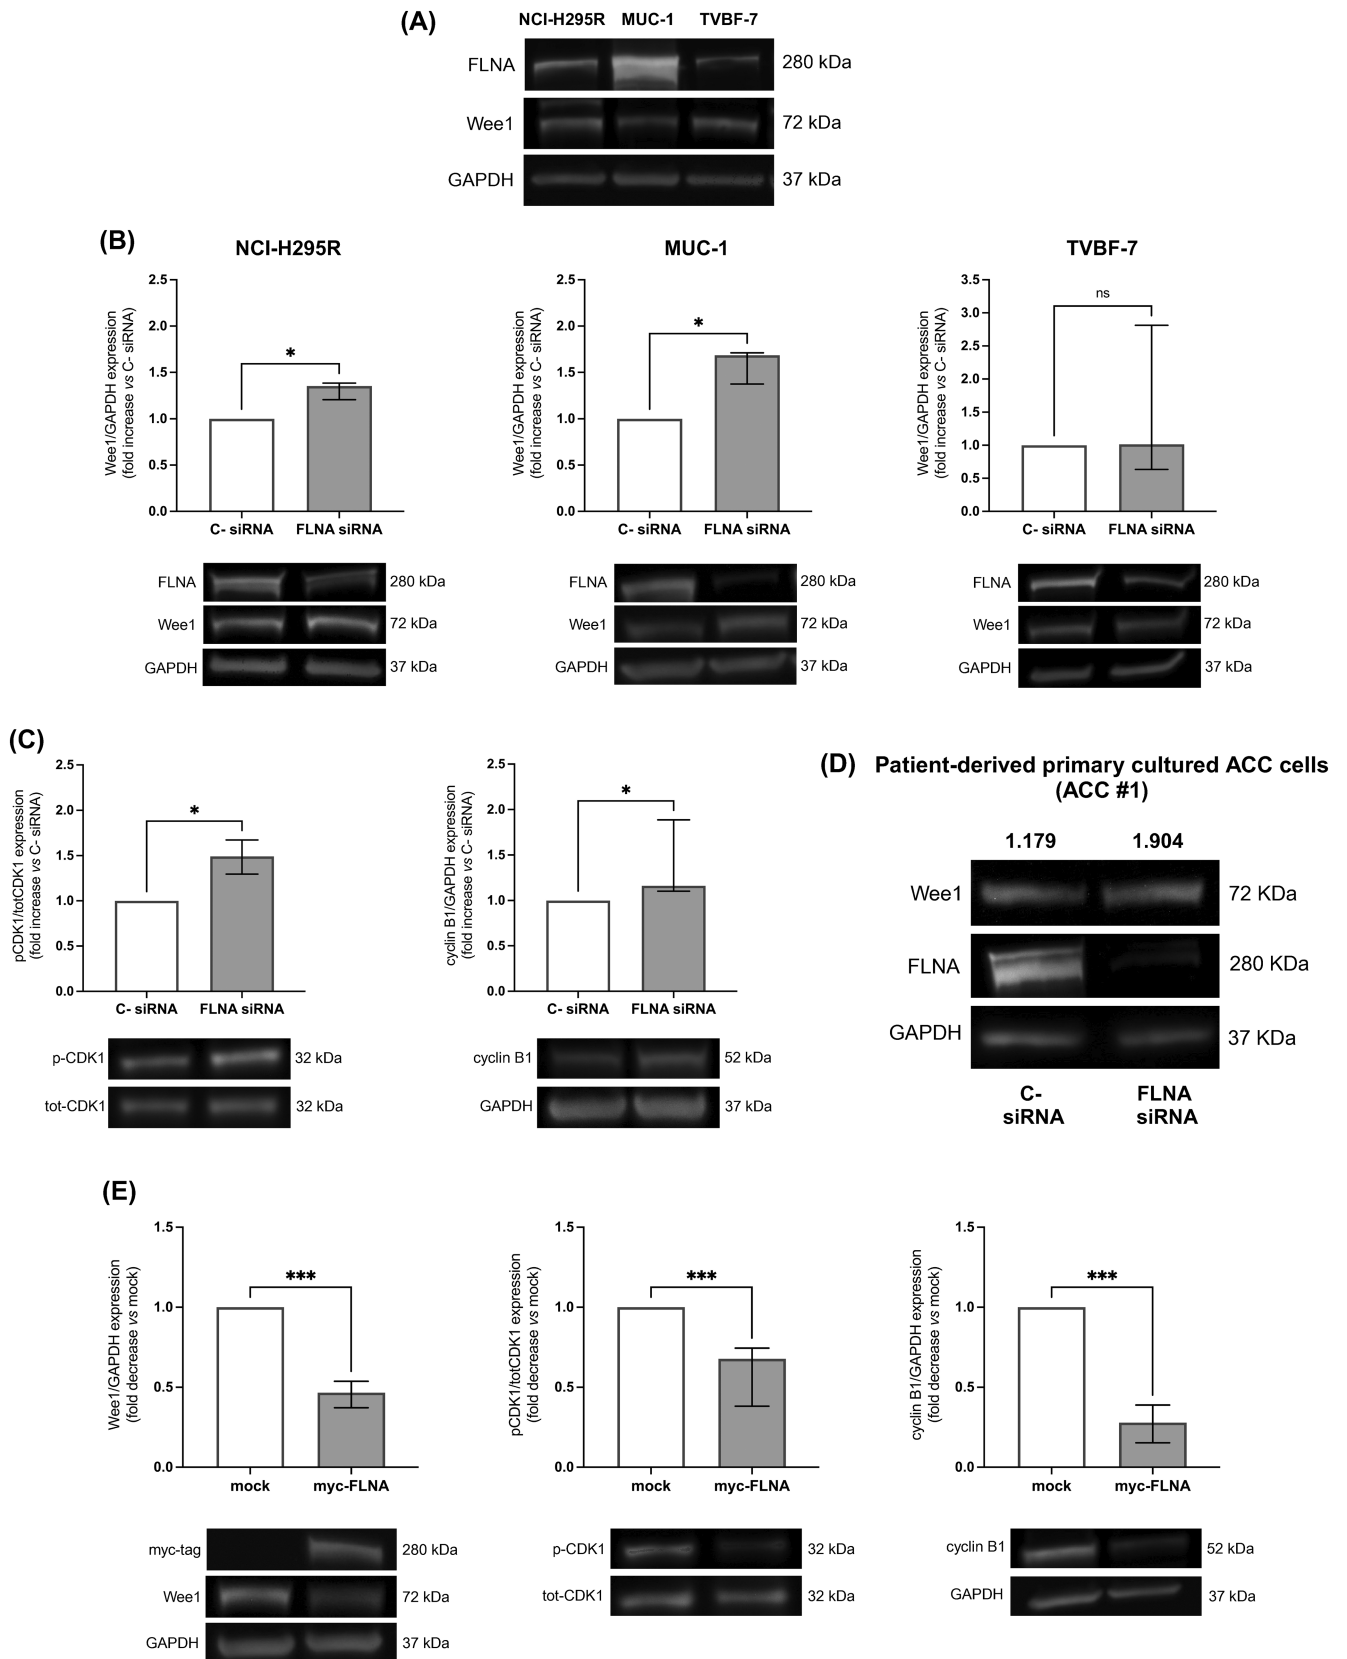 (A)
NCI-H295R MUC-1 TVBF-7
FLNA 280 kDa
Wee1 72 kDa
GAPDH 37 kDa
(B)
NCI-H295R
Wee1/GAPDH expression
(fold increase vs C- siRNA)
2.5
2.0
1.5
1.0
0.5
0.0
*
C- siRNA FLNA siRNA
FLNA 280 kDa
Wee1 72 kDa
GAPDH 37 kDa
MUC-1
Wee1/GAPDH expression
(fold increase vs C- siRNA)
2.5
2.0
1.5
1.0
0.5
0.0
*
C- siRNA FLNA siRNA
FLNA 280 kDa
Wee1 72 kDa
GAPDH 37 kDa
TVBF-7
Wee1/GAPDH expression
(fold increase vs C- siRNA)
3.5
3.0
2.5
2.0
1.5
1.0
0.5
0.0
ns
C- siRNA FLNA siRNA
FLNA 280 kDa
Wee1 72 kDa
GAPDH 37 kDa
(C)
pCDK1/totCDK1 expression
(fold increase vs C- siRNA)
2.5
2.0
1.5
1.0
0.5
0.0
*
C- siRNA FLNA siRNA
p-CDK1 32 kDa
tot-CDK1 32 kDa
cyclin B1/GAPDH expression
(fold increase vs C- siRNA)
2.5
2.0
1.5
1.0
0.5
0.0
*
C- siRNA FLNA siRNA
cyclin B1 52 kDa
GAPDH 37 kDa
(D) Patient-derived primary cultured ACC cells
(ACC #1)
1.179 1.904
Wee1 72 KDa
FLNA 280 KDa
GAPDH 37 KDa
C- FLNA
siRNA siRNA
(E)
Wee1/GAPDH expression
(fold decrease vs mock)
1.5
1.0
0.5
0.0
***
mock myc-FLNA
myc-tag 280 kDa
Wee1 72 kDa
GAPDH 37 kDa
pCDK1/totCDK1 expression
(fold decrease vs mock)
1.5
1.0
0.5
0.0
***
mock myc-FLNA
p-CDK1 32 kDa
tot-CDK1 32 kDa
cyclin B1/GAPDH expression
(fold decrease vs mock)
1.5
1.0
0.5
0.0
***
mock myc-FLNA
cyclin B1 52 kDa
GAPDH 37 kDa